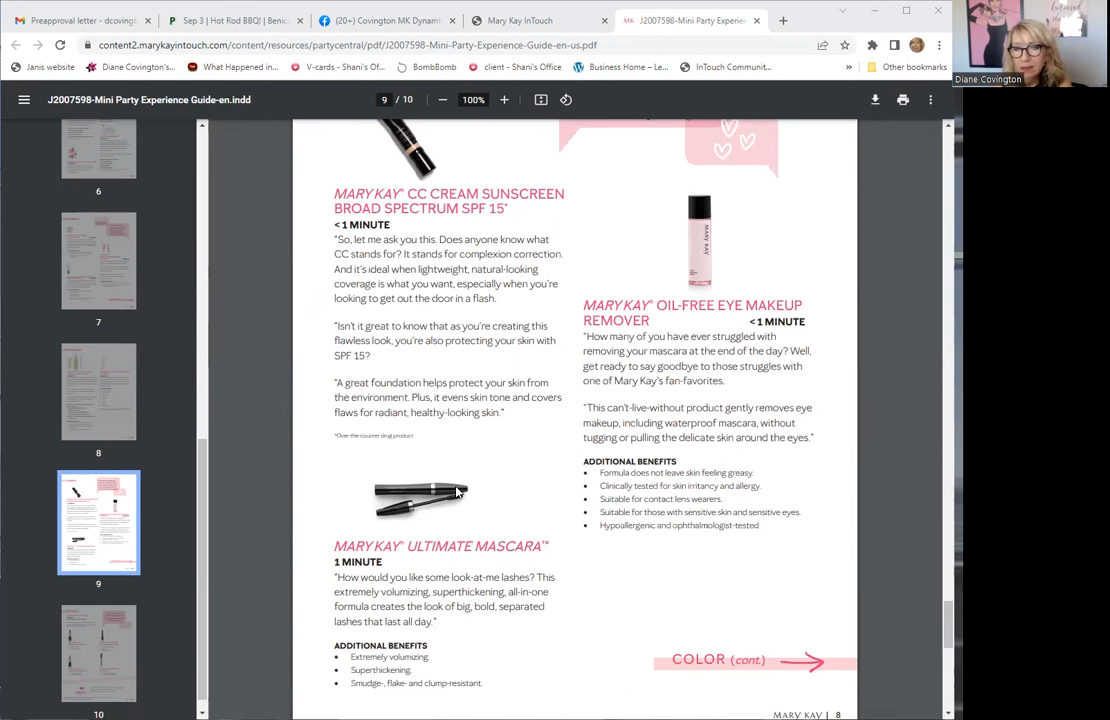 Preapproval letter - dcovingt
Sep 3 | Hot Rod BBQ! | Benic
(20+) Covington MK Dynami
Mary Kay InTouch
J2007598-Mini Party Experien
content2.marykayintouch.com/content/resources/partycentral/pdf/J2007598-Mini-Party-Experience-Guide-en-us.pdf
Janis website
Diane Covington's...
What Happened in...
V-cards - Shani's Of...
BombBomb
client - Shani's Office
Business Home – Le...
InTouch Communit...
»
Other bookmarks
Diane Covington
J2007598-Mini Party Experience Guide-en.indd
9 / 10
100%
6
7
8
9
10
MARY KAY® CC CREAM SUNSCREEN
BROAD SPECTRUM SPF 15*
< 1 MINUTE
"So, let me ask you this. Does anyone know what
CC stands for? It stands for complexion correction.
And it's ideal when lightweight, natural-looking
coverage is what you want, especially when you're
looking to get out the door in a flash.
"Isn't it great to know that as you're creating this
flawless look, you're also protecting your skin with
SPF 15?
"A great foundation helps protect your skin from
the environment. Plus, it evens skin tone and covers
flaws for radiant, healthy-looking skin."
*Over-the-counter drug product
MARY KAY® ULTIMATE MASCARA™
1 MINUTE
"How would you like some look-at-me lashes? This
extremely volumizing, superthickening, all-in-one
formula creates the look of big, bold, separated
lashes that last all day."
ADDITIONAL BENEFITS
• Extremely volumizing.
• Superthickening.
• Smudge-, flake- and clump-resistant.
MARY KAY
MARY KAY® OIL-FREE EYE MAKEUP
REMOVER < 1 MINUTE
"How many of you have ever struggled with
removing your mascara at the end of the day? Well,
get ready to say goodbye to those struggles with
one of Mary Kay's fan-favorites.
"This can't-live-without product gently removes eye
makeup, including waterproof mascara, without
tugging or pulling the delicate skin around the eyes."
ADDITIONAL BENEFITS
• Formula does not leave skin feeling greasy.
• Clinically tested for skin irritancy and allergy.
• Suitable for contact lens wearers.
• Suitable for those with sensitive skin and sensitive eyes.
• Hypoallergenic and ophthalmologist-tested.
COLOR (cont.)
MARY KAY | 8